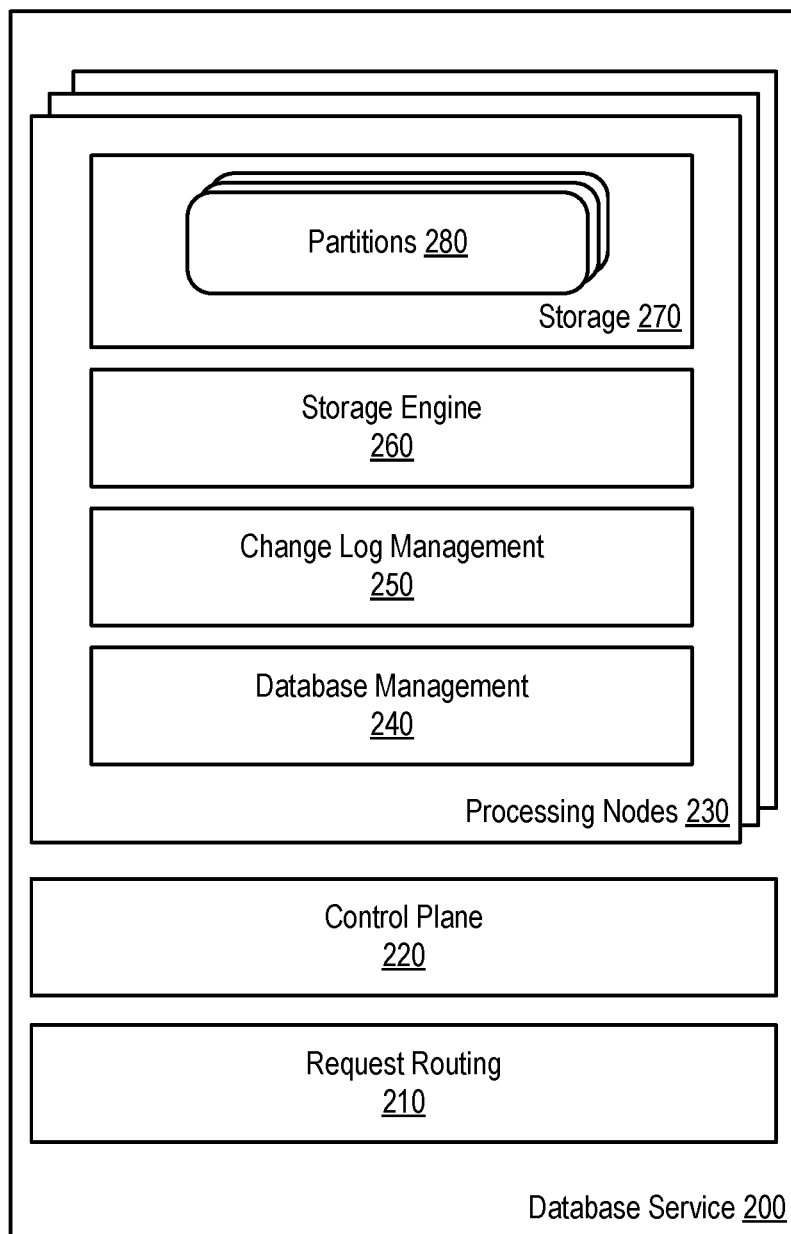 Partitions 280
Storage 270
Storage Engine
260
Change Log Management
250
Database Management
240
Processing Nodes 230
Control Plane
220
Request Routing
210
Database Service 200